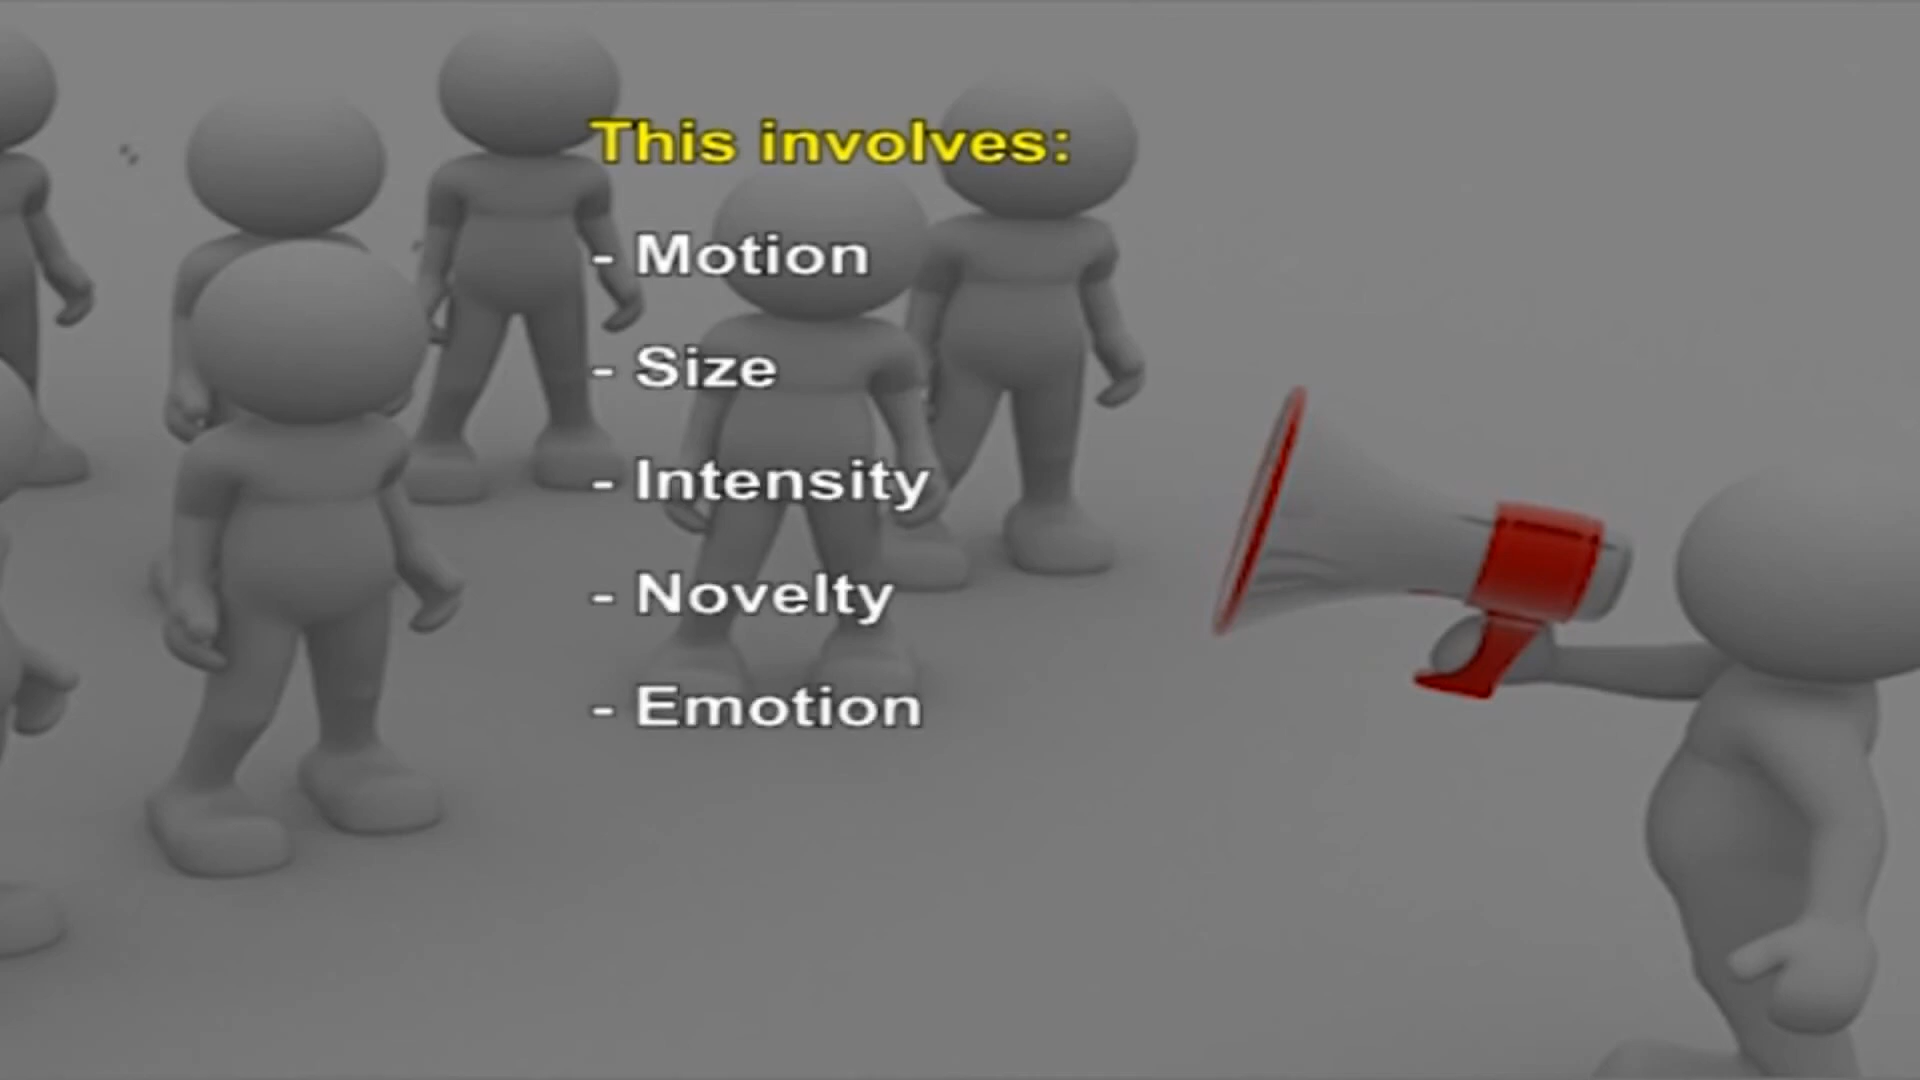 This involves:
- Motion
- Size
- Intensity
- Novelty
- Emotion